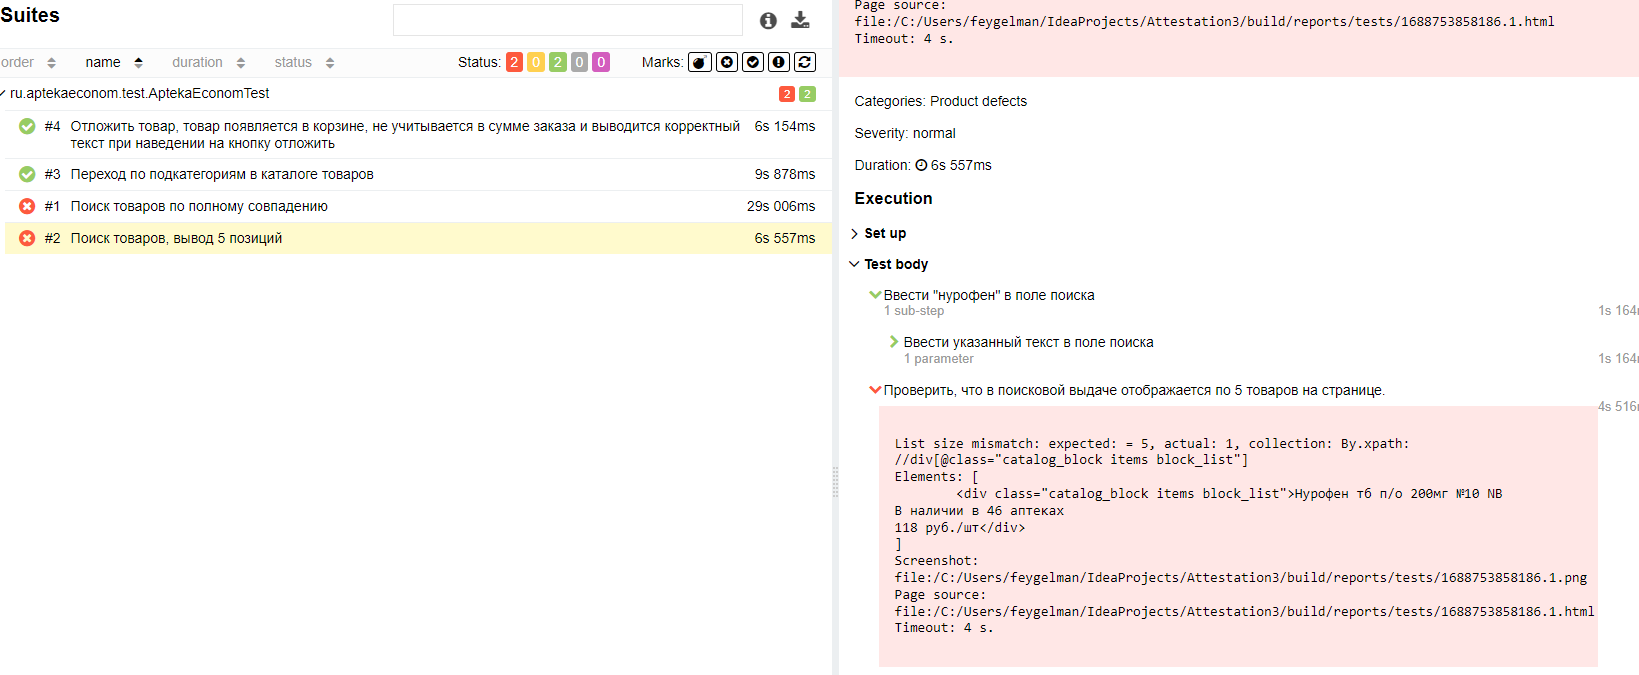 Suites
order name duration status Status: 2 0 2 0 0 Marks:
ru.aptekaeconom.test.AptekaEconomTest 2 2
#4 Отложить товар, товар появляется в корзине, не учитывается в сумме заказа и выводится корректный 6s 154ms
текст при наведении на кнопку отложить
#3 Переход по подкатегориям в каталоге товаров 9s 878ms
#1 Поиск товаров по полному совпадению 29s 006ms
#2 Поиск товаров, вывод 5 позиций 6s 557ms
Page source:
file:/C:/Users/feygelman/IdeaProjects/Attestation3/build/reports/tests/1688753858186.1.html
Timeout: 4 s.
Categories: Product defects
Severity: normal
Duration: 6s 557ms
Execution
Set up
Test body
Ввести "нурофен" в поле поиска
1 sub-step 1s 164m
Ввести указанный текст в поле поиска
1 parameter 1s 164m
Проверить, что в поисковой выдаче отображается по 5 товаров на странице.
4s 516m
List size mismatch: expected: = 5, actual: 1, collection: By.xpath:
//div[@class="catalog_block items block_list"]
Elements: [
<div class="catalog_block items block_list">Нурофен тб п/о 200мг №10 NB
В наличии в 46 аптеках
118 руб./шт</div>
]
Screenshot:
file:/C:/Users/feygelman/IdeaProjects/Attestation3/build/reports/tests/1688753858186.1.png
Page source:
file:/C:/Users/feygelman/IdeaProjects/Attestation3/build/reports/tests/1688753858186.1.html
Timeout: 4 s.